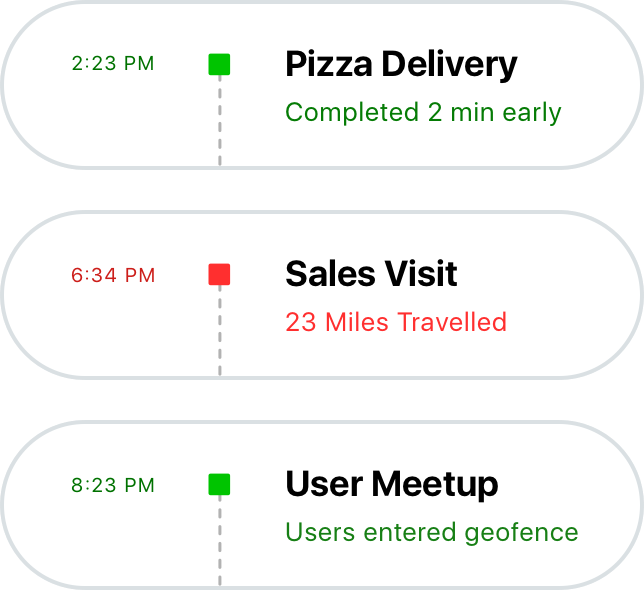 2:23 PM
Pizza Delivery
Completed 2 min early
6:34 PM
Sales Visit
23 Miles Travelled
8:23 PM
User Meetup
Users entered geofence